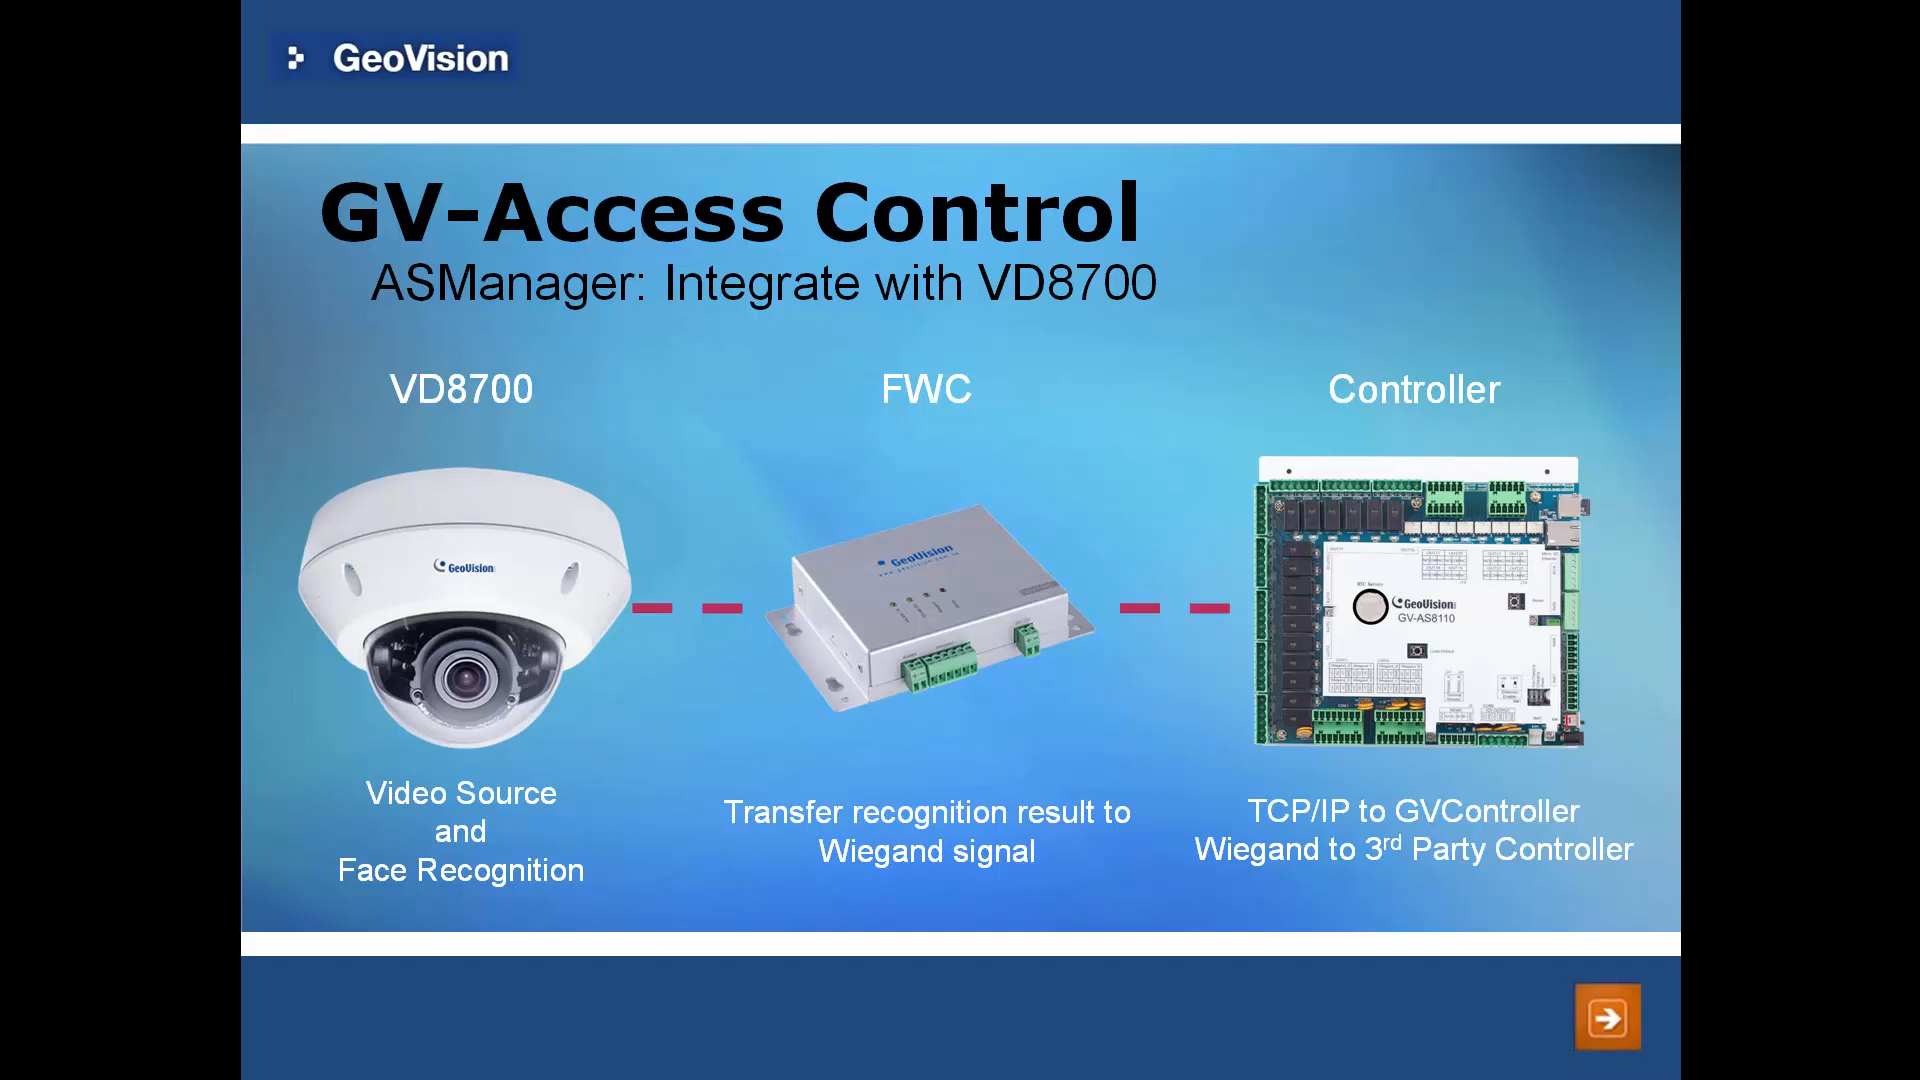 GeoVision
GV-Access Control
ASManager: Integrate with VD8700
VD8700
FWC
Controller
GeoVision
GeoVision
GeoVision
GV-AS8110
Video Source
and
Face Recognition
Transfer recognition result to
Wiegand signal
TCP/IP to GVController
Wiegand to 3rd Party Controller